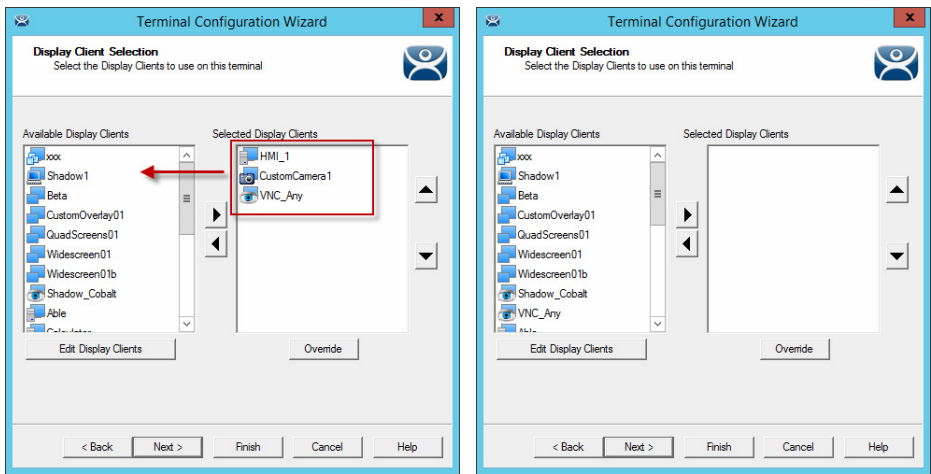 Terminal Configuration Wizard
x
Display Client Selection
Select the Display Clients to use on this terminal
Available Display Clients
xxx
Shadow1
Beta
CustomOverlay01
QuadScreens01
Widescreen01
Widescreen01b
Shadow_Cobalt
Able
Calculator
Edit Display Clients
Selected Display Clients
HMI_1
CustomCamera1
VNC_Any
Override
< Back
Next >
Finish
Cancel
Help
Terminal Configuration Wizard
x
Display Client Selection
Select the Display Clients to use on this terminal
Available Display Clients
xxx
Shadow1
Beta
CustomOverlay01
QuadScreens01
Widescreen01
Widescreen01b
Shadow_Cobalt
VNC_Any
Able
Edit Display Clients
Selected Display Clients
Override
< Back
Next >
Finish
Cancel
Help